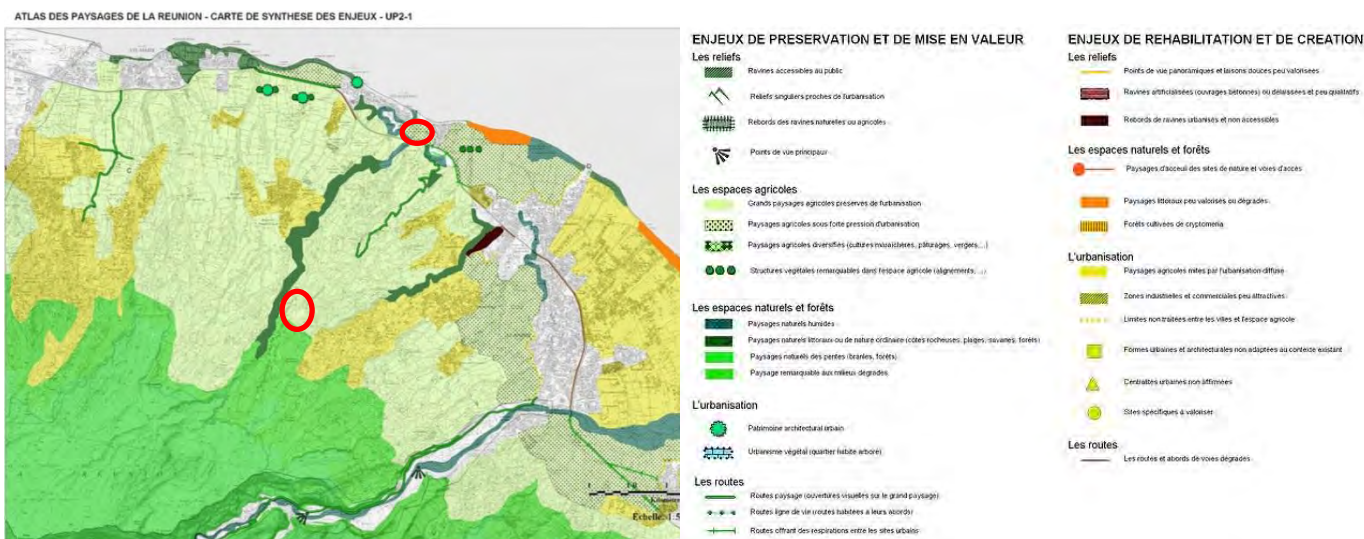 ATLAS DES PAYSAGES DE LA REUNION - CARTE DE SYNTHESE DES ENJEUX - UP2-1
Echelle: 1:5
ENJEUX DE PRESERVATION ET DE MISE EN VALEUR
Les reliefs
Ravines accessibles au public
Reliefs singuliers proches de l'urbanisation
Rebords des ravines naturelles ou agricoles
Points de vue principaux
Les espaces agricoles
Grands paysages agricoles préservés de l'urbanisation
Paysages agricoles sous forte pression d'urbanisation
Paysages agricoles diversifiés (cultures maraichères, pâturages, vergers, ...)
Structures végétales remarquables dans l'espace agricole (alignements, ...)
Les espaces naturels et forêts
Paysages naturels humides
Paysages naturels littoraux ou de nature ordinaire (côtes rocheuses, plages, savanes, forêts)
Paysages naturels des pentes (branles, forêts)
Paysage remarquable aux milieux dégradés
L'urbanisation
Patrimoine architectural urbain
Urbanisme végétal (quartier habité arboré)
Les routes
Routes paysage (ouvertures visuelles sur le grand paysage)
Routes ligne de vie (routes habitées à leurs abords)
Routes offrant des respirations entre les sites urbains
ENJEUX DE REHABILITATION ET DE CREATION
Les reliefs
Points de vue panoramiques et liaisons douces peu valorisées
Ravines artificialisées (ouvrages bétonnés) ou délaissées et peu qualitatifs
Rebords de ravines urbanisés et non accessibles
Les espaces naturels et forêts
Paysages d'accueil des sites de nature et voies d'accès
Paysages littoraux peu valorisés ou dégradés
Forêts cultivées de cryptomeria
L'urbanisation
Paysages agricoles mités par l'urbanisation diffuse
Zones industrielles et commerciales peu attractives
Limites non traitées entre les villes et l'espace agricole
Formes urbaines et architecturales non adaptées au contexte existant
Centralités urbaines non affirmées
Sites spécifiques à valoriser
Les routes
Les routes et abords de voies dégradés